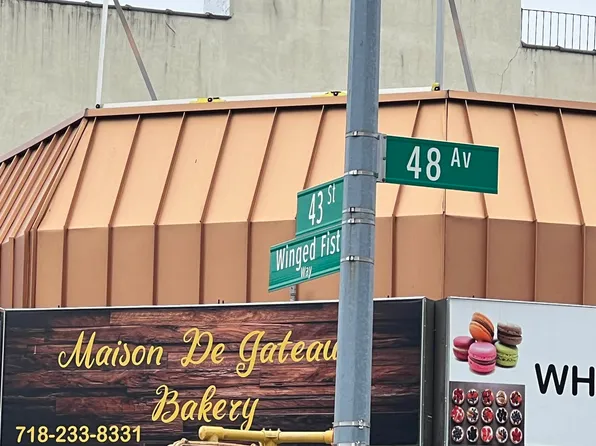 48 Av
43 St
Winged Fist
Way
Maison De Gateau
Bakery
718-233-8331
WH